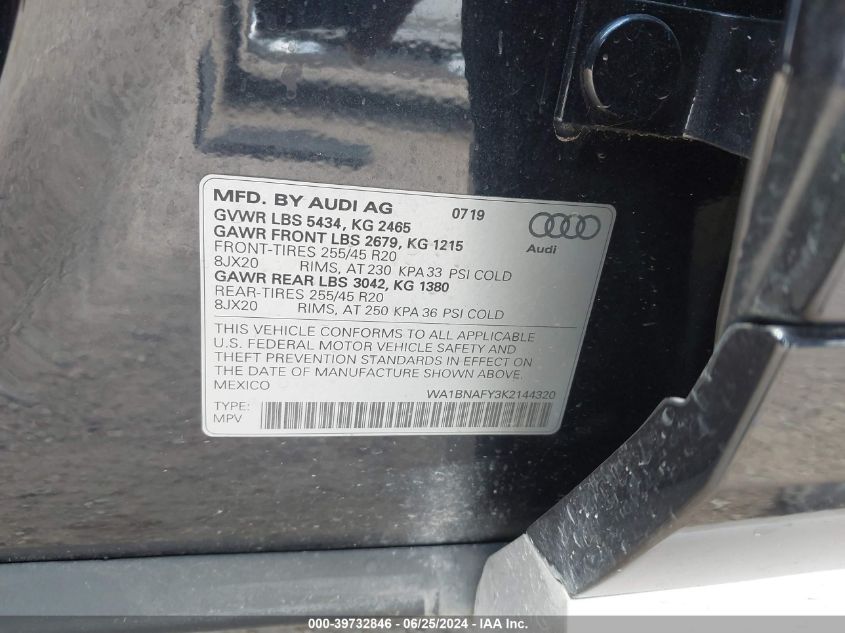 MFD. BY AUDI AG 0719
GVWR LBS 5434, KG 2465
GAWR FRONT LBS 2679, KG 1215
FRONT-TIRES 255/45 R20
8JX20 RIMS, AT 230 KPA 33 PSI COLD
GAWR REAR LBS 3042, KG 1380
REAR-TIRES 255/45 R20
8JX20 RIMS, AT 250 KPA 36 PSI COLD
Audi
THIS VEHICLE CONFORMS TO ALL APPLICABLE
U.S. FEDERAL MOTOR VEHICLE SAFETY AND
THEFT PREVENTION STANDARDS IN EFFECT ON
THE DATE OF MANUFACTURE SHOWN ABOVE.
MEXICO WA1BNAFY3K2144320
TYPE:
MPV
000-39732846 - 06/25/2024 - IAA Inc.